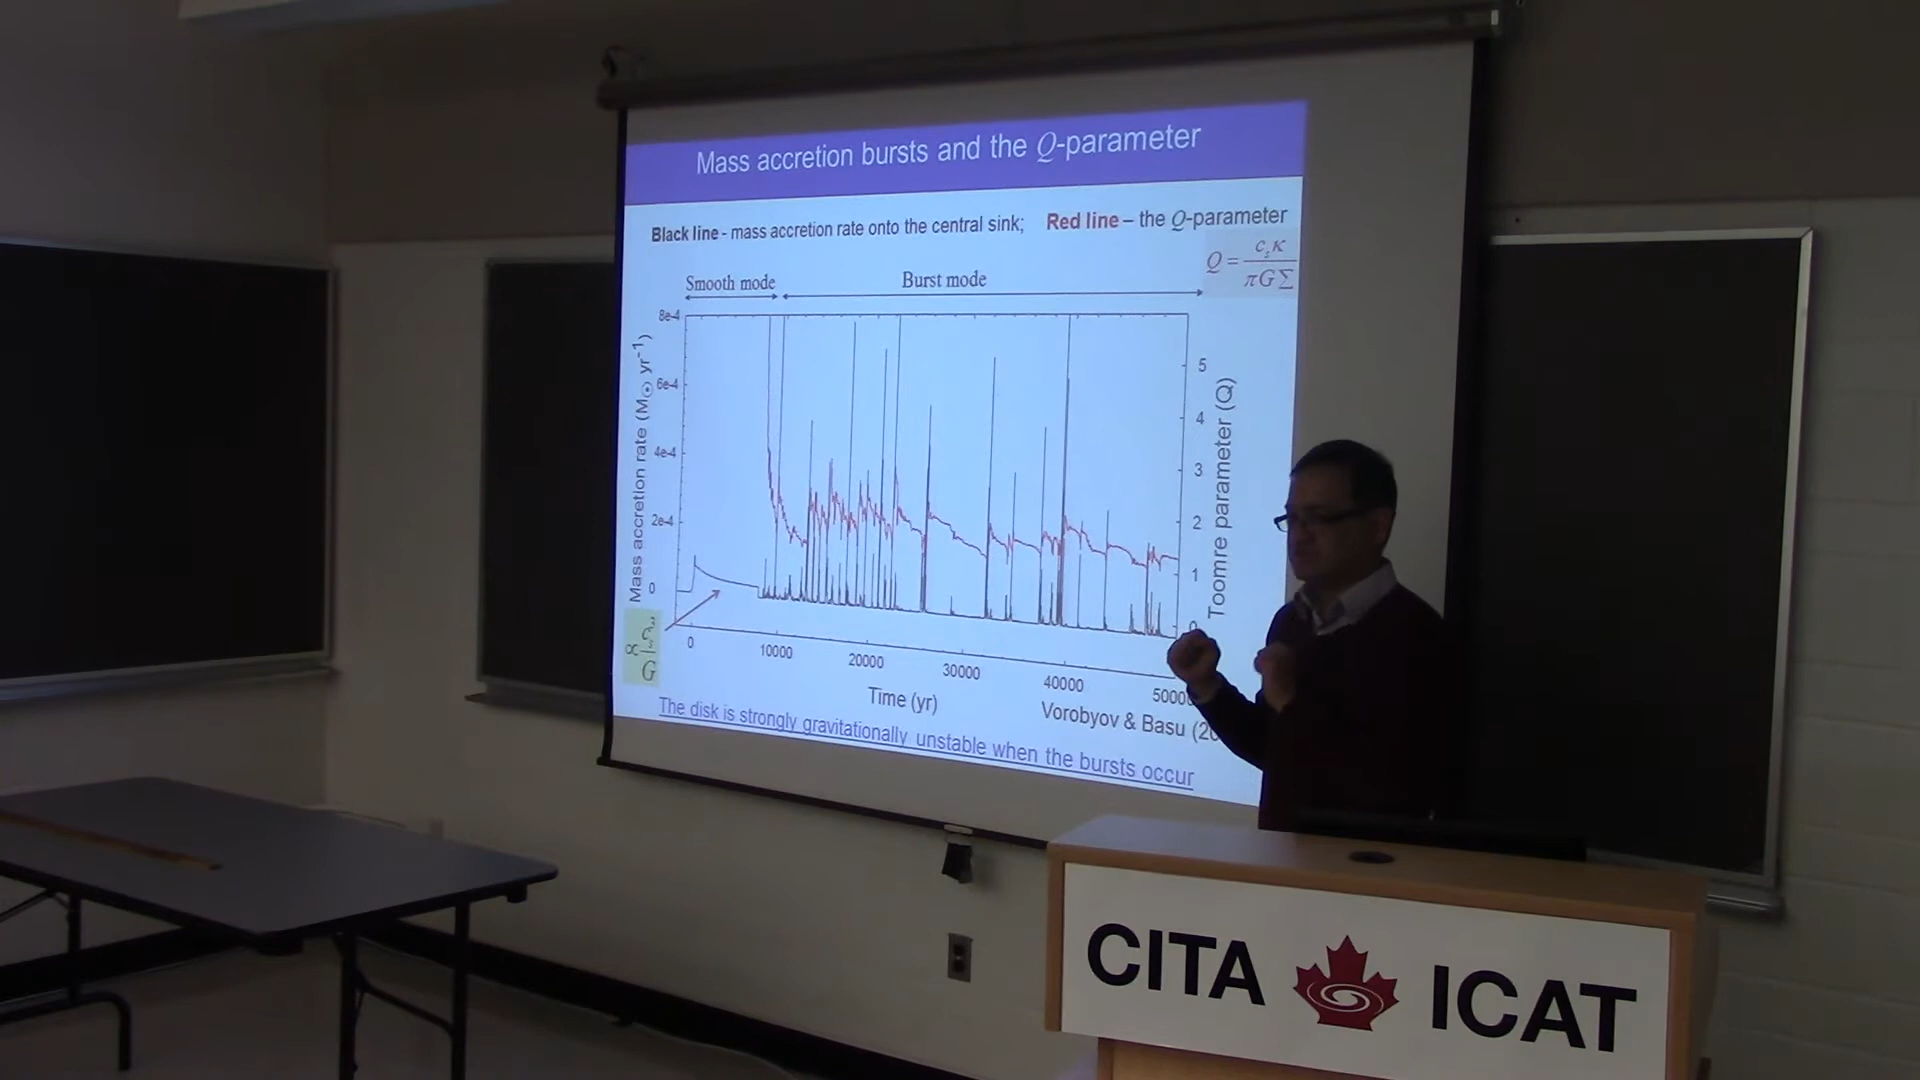 Mass accretion bursts and the Q-parameter
Black line - mass accretion rate onto the central sink; Red line – the Q-parameter
Q = c_s κ / π G Σ
Smooth mode Burst mode
8e-4
6e-4
4e-4
2e-4
0
Mass accretion rate (M⊙ yr-1)
5
4
3
2
1
0
Toomre parameter (Q)
∝ c_s^3 / G
0 10000 20000 30000 40000 5000
Time (yr)
Vorobyov & Basu (20
The disk is strongly gravitationally unstable when the bursts occur
CITA ICAT